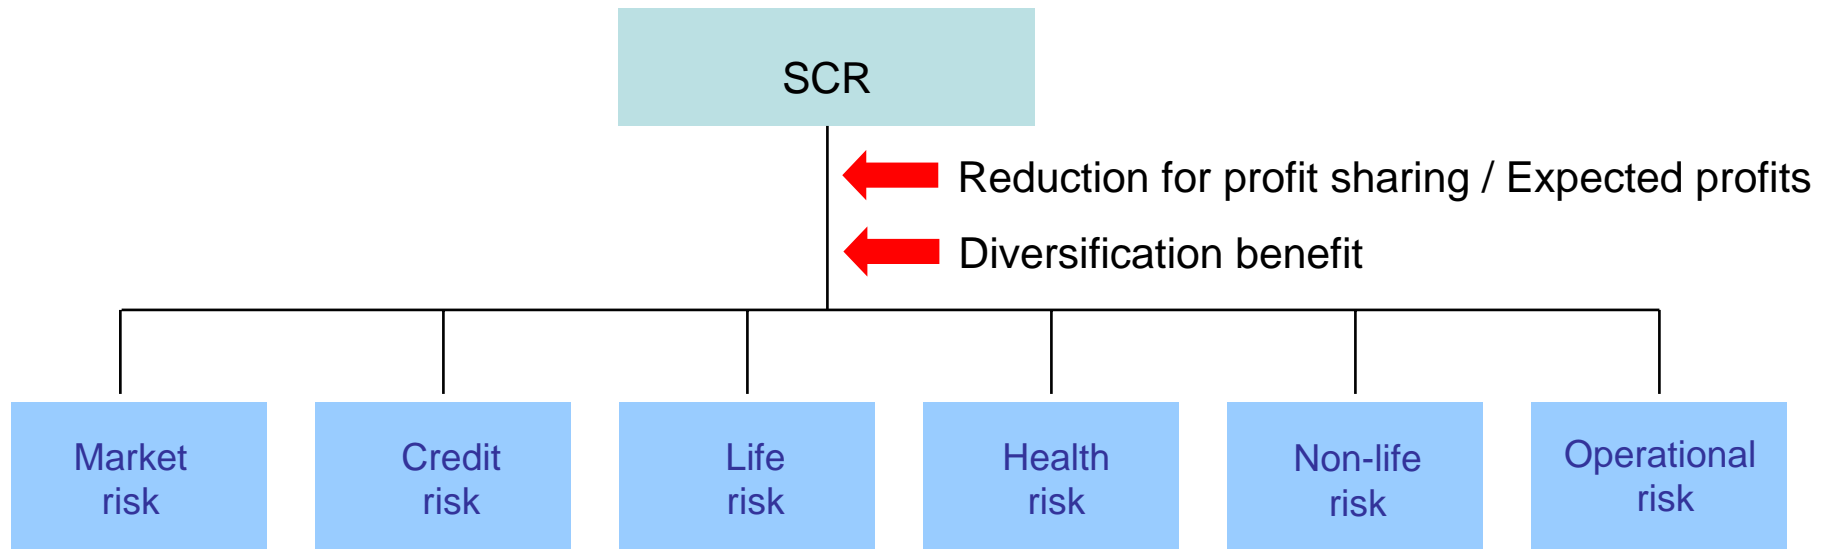 SCR
Reduction for profit sharing / Expected profits
Diversification benefit
Market
risk
Credit
risk
Life
risk
Health
risk
Non-life
risk
Operational
risk